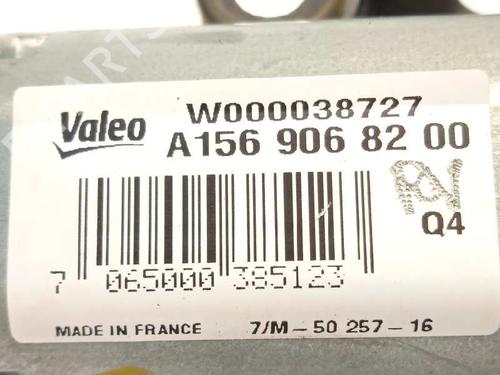 Valeo
W000038727
A156 906 82 00
Q4
7 065000 385123
MADE IN FRANCE 7/M-50 257-16